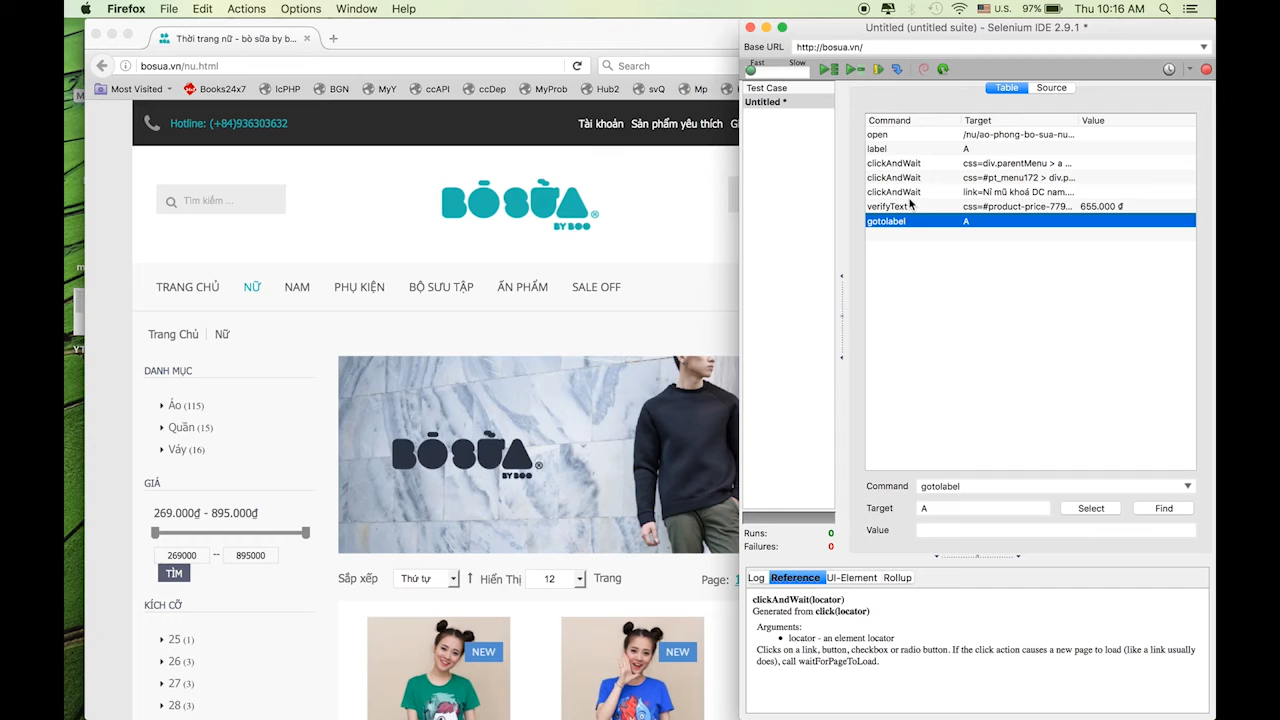 Firefox File Edit Actions Options Window Help
U.S. 97% Thu 10:16 AM
Thời trang nữ - bò sữa by b...
bosua.vn/nu.html
Search
Most Visited Books24x7 IcPHC BGN MyY ccAPI ccDep MyProb Hub2 svQ Mp
Hotline: (+84)936303632
Tài khoản Sản phẩm yêu thích
Tìm kiếm ...
BÒ SỮA
BY BOO
TRANG CHỦ NỮ NAM PHỤ KIỆN BỘ SƯU TẬP ẤN PHẨM SALE OFF
Trang Chủ Nữ
DANH MỤC
Áo (115)
Quần (15)
Váy (16)
GIÁ
269.000₫ - 895.000₫
269000 -- 895000
TÌM
KÍCH CỠ
25 (1)
26 (3)
27 (3)
28 (3)
BÒ SỮA
BY BOO
Sắp xếp Thứ tự Hiển Thị 12 Trang Page: 1
NEW
NEW
Untitled (untitled suite) - Selenium IDE 2.9.1 *
Base URL http://bosua.vn/
Fast Slow
Test Case
Untitled *
Table Source
Command Target Value
open /nu/ao-phong-bo-sua-nu...
label A
clickAndWait css=div.parentMenu > a ...
clickAndWait css=#pt_menu172 > div.p...
clickAndWait link=Nỉ mũ khoá DC nam....
verifyText css=#product-price-779... 655.000 ₫
gotolabel A
Command gotolabel
Target A Select Find
Value
Runs: 0
Failures: 0
Log Reference UI-Element Rollup
clickAndWait(locator)
Generated from click(locator)
Arguments:
• locator - an element locator
Clicks on a link, button, checkbox or radio button. If the click action causes a new page to load (like a link usually
does), call waitForPageToLoad.